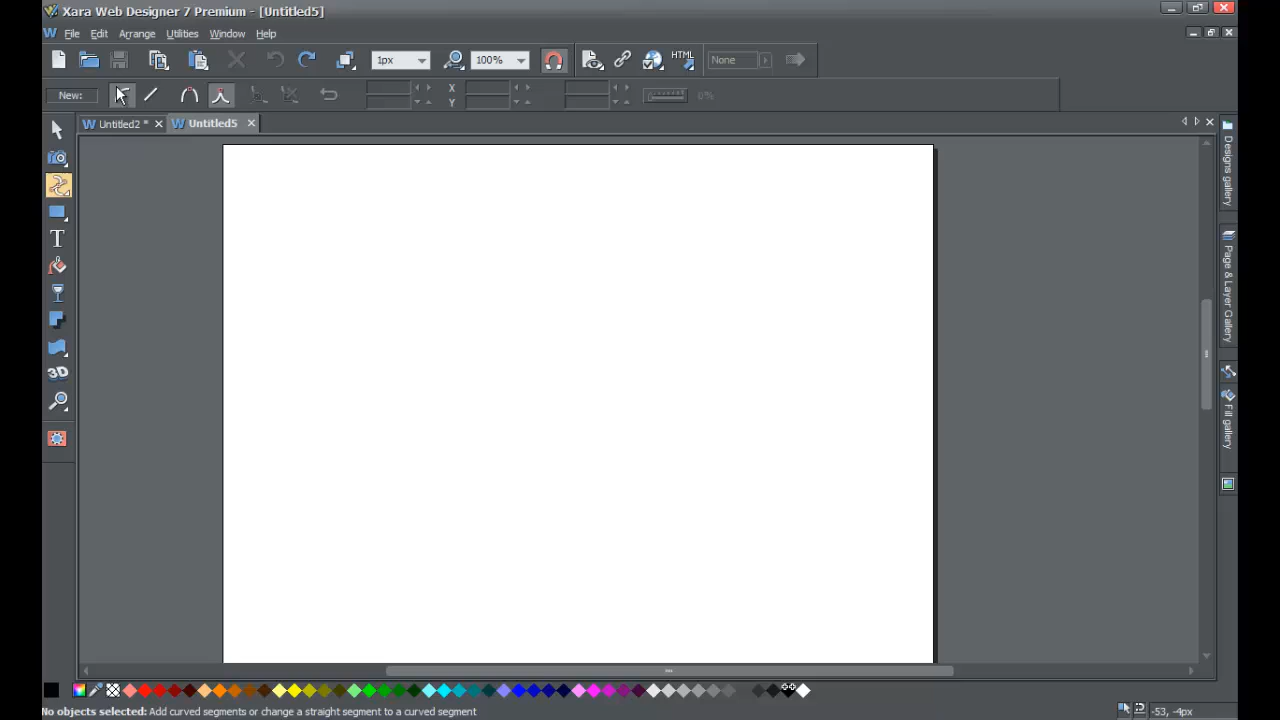 Xara Web Designer 7 Premium - [Untitled5]
W File Edit Arrange Utilities Window Help
1px 100% HTML None
New: X 0%
Y
W Untitled2 * W Untitled5
T
3D
Designs gallery
Page & Layer Gallery
Fill gallery
No objects selected: Add curved segments or change a straight segment to a curved segment
-53, -4px